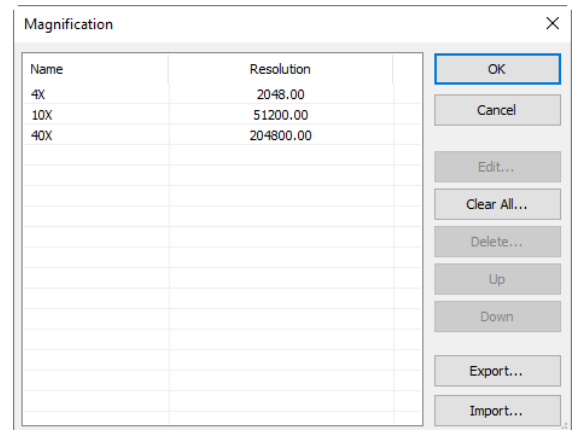 Magnification
Name Resolution
4X 2048.00
10X 51200.00
40X 204800.00
OK
Cancel
Edit...
Clear All...
Delete...
Up
Down
Export...
Import...